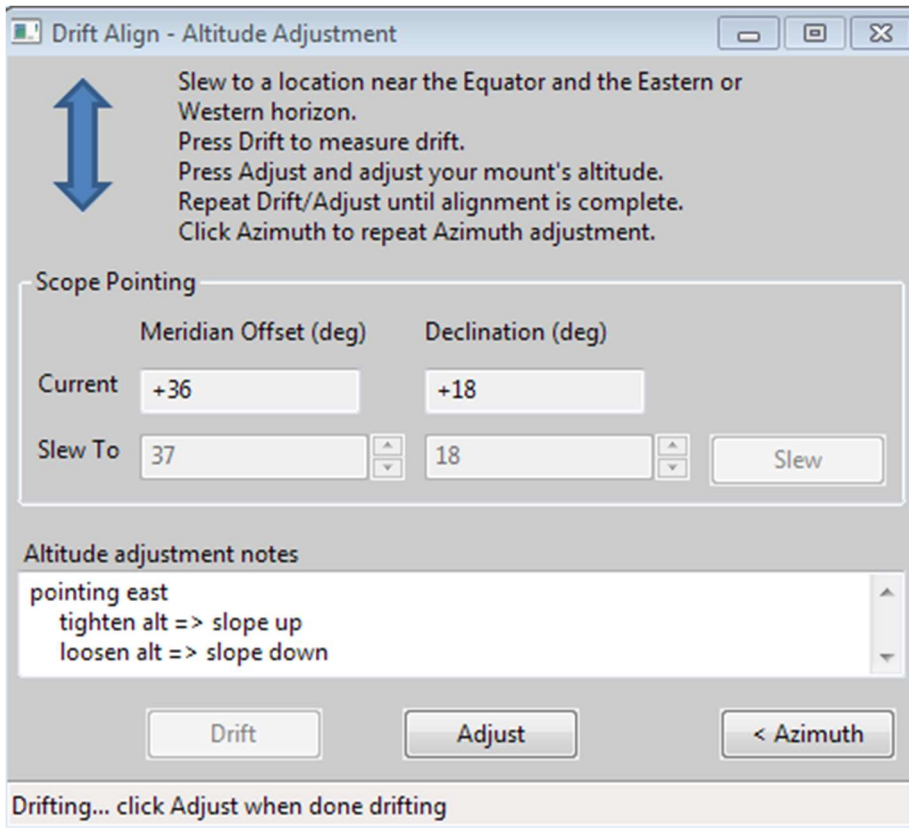 Drift Align - Altitude Adjustment
Slew to a location near the Equator and the Eastern or
Western horizon.
Press Drift to measure drift.
Press Adjust and adjust your mount's altitude.
Repeat Drift/Adjust until alignment is complete.
Click Azimuth to repeat Azimuth adjustment.
Scope Pointing
Meridian Offset (deg) Declination (deg)
Current +36 +18
Slew To 37 18 Slew
Altitude adjustment notes
pointing east
tighten alt => slope up
loosen alt => slope down
Drift Adjust < Azimuth
Drifting... click Adjust when done drifting